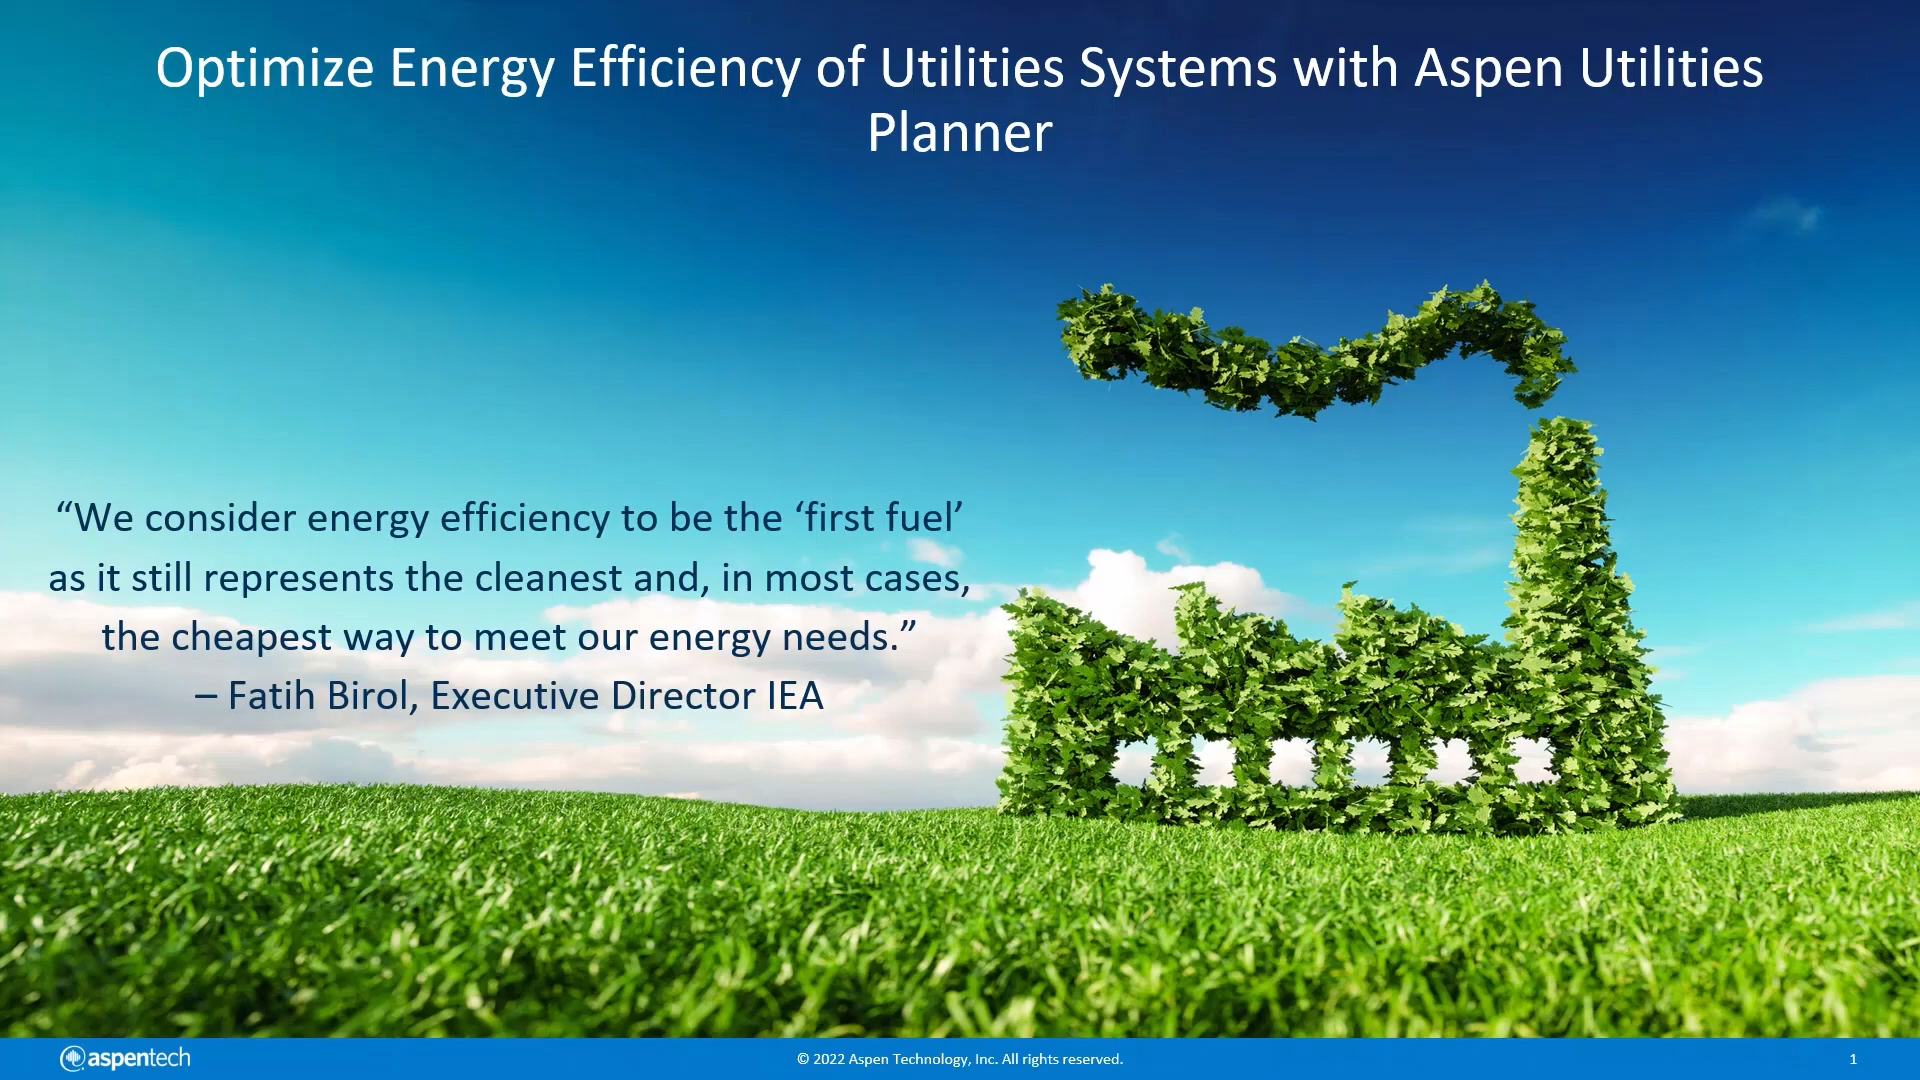 Optimize Energy Efficiency of Utilities Systems with Aspen Utilities
Planner
“We consider energy efficiency to be the ‘first fuel’
as it still represents the cleanest and, in most cases,
the cheapest way to meet our energy needs.”
– Fatih Birol, Executive Director IEA
aspentech
© 2022 Aspen Technology, Inc. All rights reserved.
1